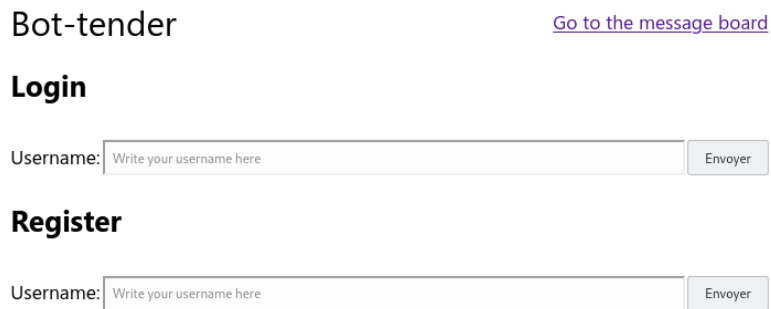 Bot-tender Go to the message board
Login
Username: Write your username here Envoyer
Register
Username: Write your username here Envoyer